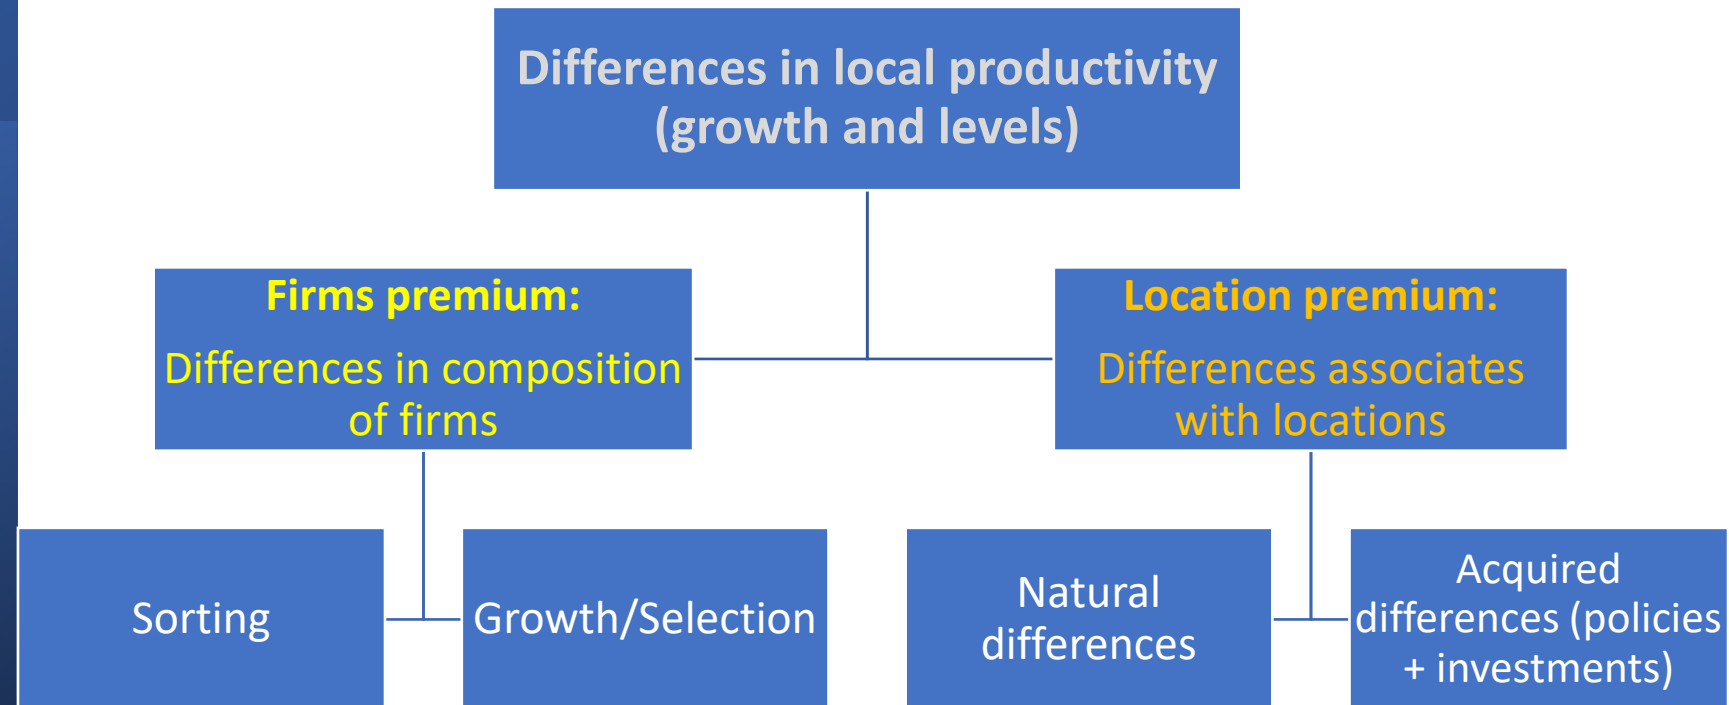 Differences in local productivity
(growth and levels)
Firms premium:
Differences in composition
of firms
Location premium:
Differences associates
with locations
Sorting
Growth/Selection
Natural
differences
Acquired
differences (policies
+ investments)